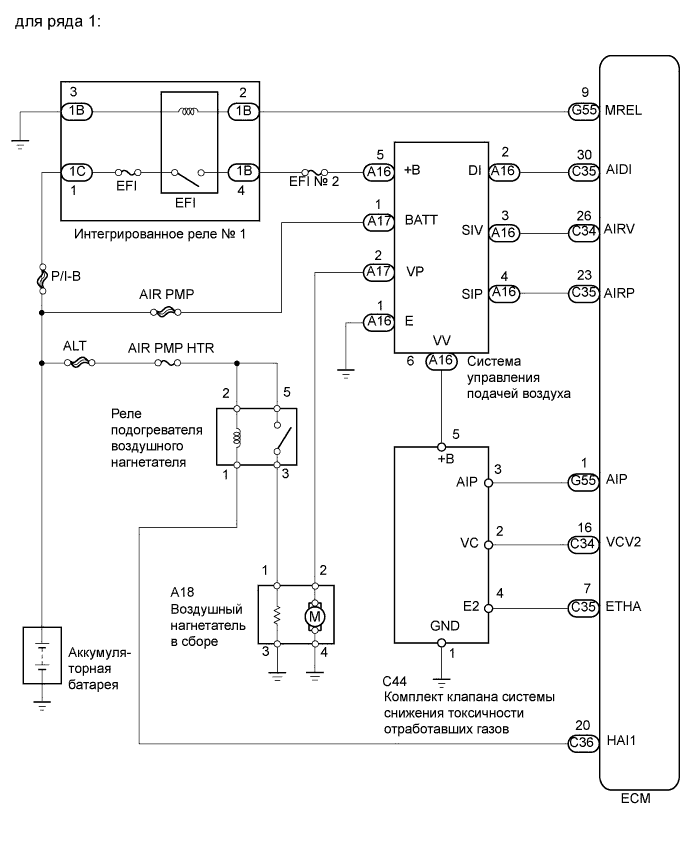 для ряда 1:
3
2
9
1B
1B
G55
MREL
5
2
30
1C
1B
A16
+B
DI
A16
C35
AIDI
EFI
EFI № 2
1
EFI
4
1
3
26
A17
BATT
SIV
A16
C34
AIRV
Интегрированное реле № 1
2
4
23
P/I-B
A17
VP
SIP
A16
C35
AIRP
AIR PMP
1
A16
E
VV
ALT
AIR PMP HTR
6
A16
Система
управления
подачей воздуха
2
5
Реле
подогревателя
воздушного
нагнетателя
1
3
5
+B
3
1
AIP
G55
AIP
2
16
VC
C34
VCV2
4
7
E2
C35
ETHA
GND
1
1
2
A18
Воздушный
нагнетатель
в сборе
M
3
4
Аккумуля-
торная
батарея
C44
Комплект клапана системы
снижения токсичности
отработавших газов
20
C36
HAI1
ECM